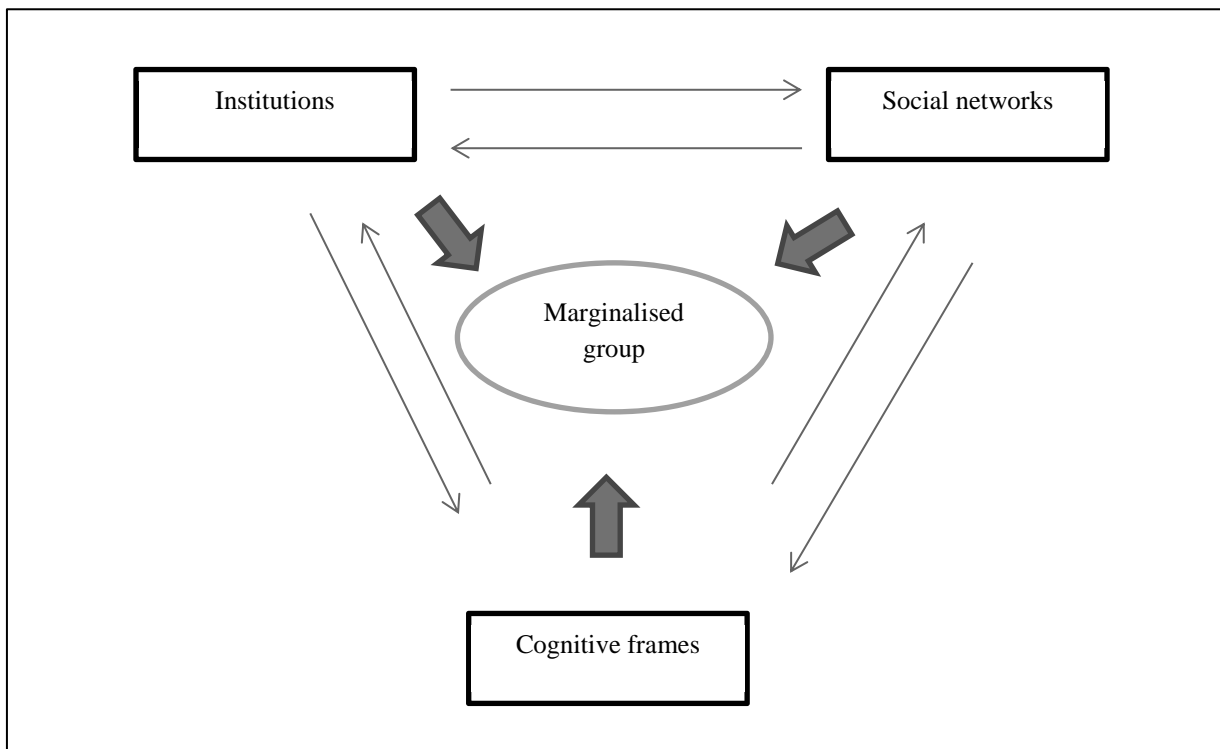 Institutions
Social networks
Marginalised
group
Cognitive frames